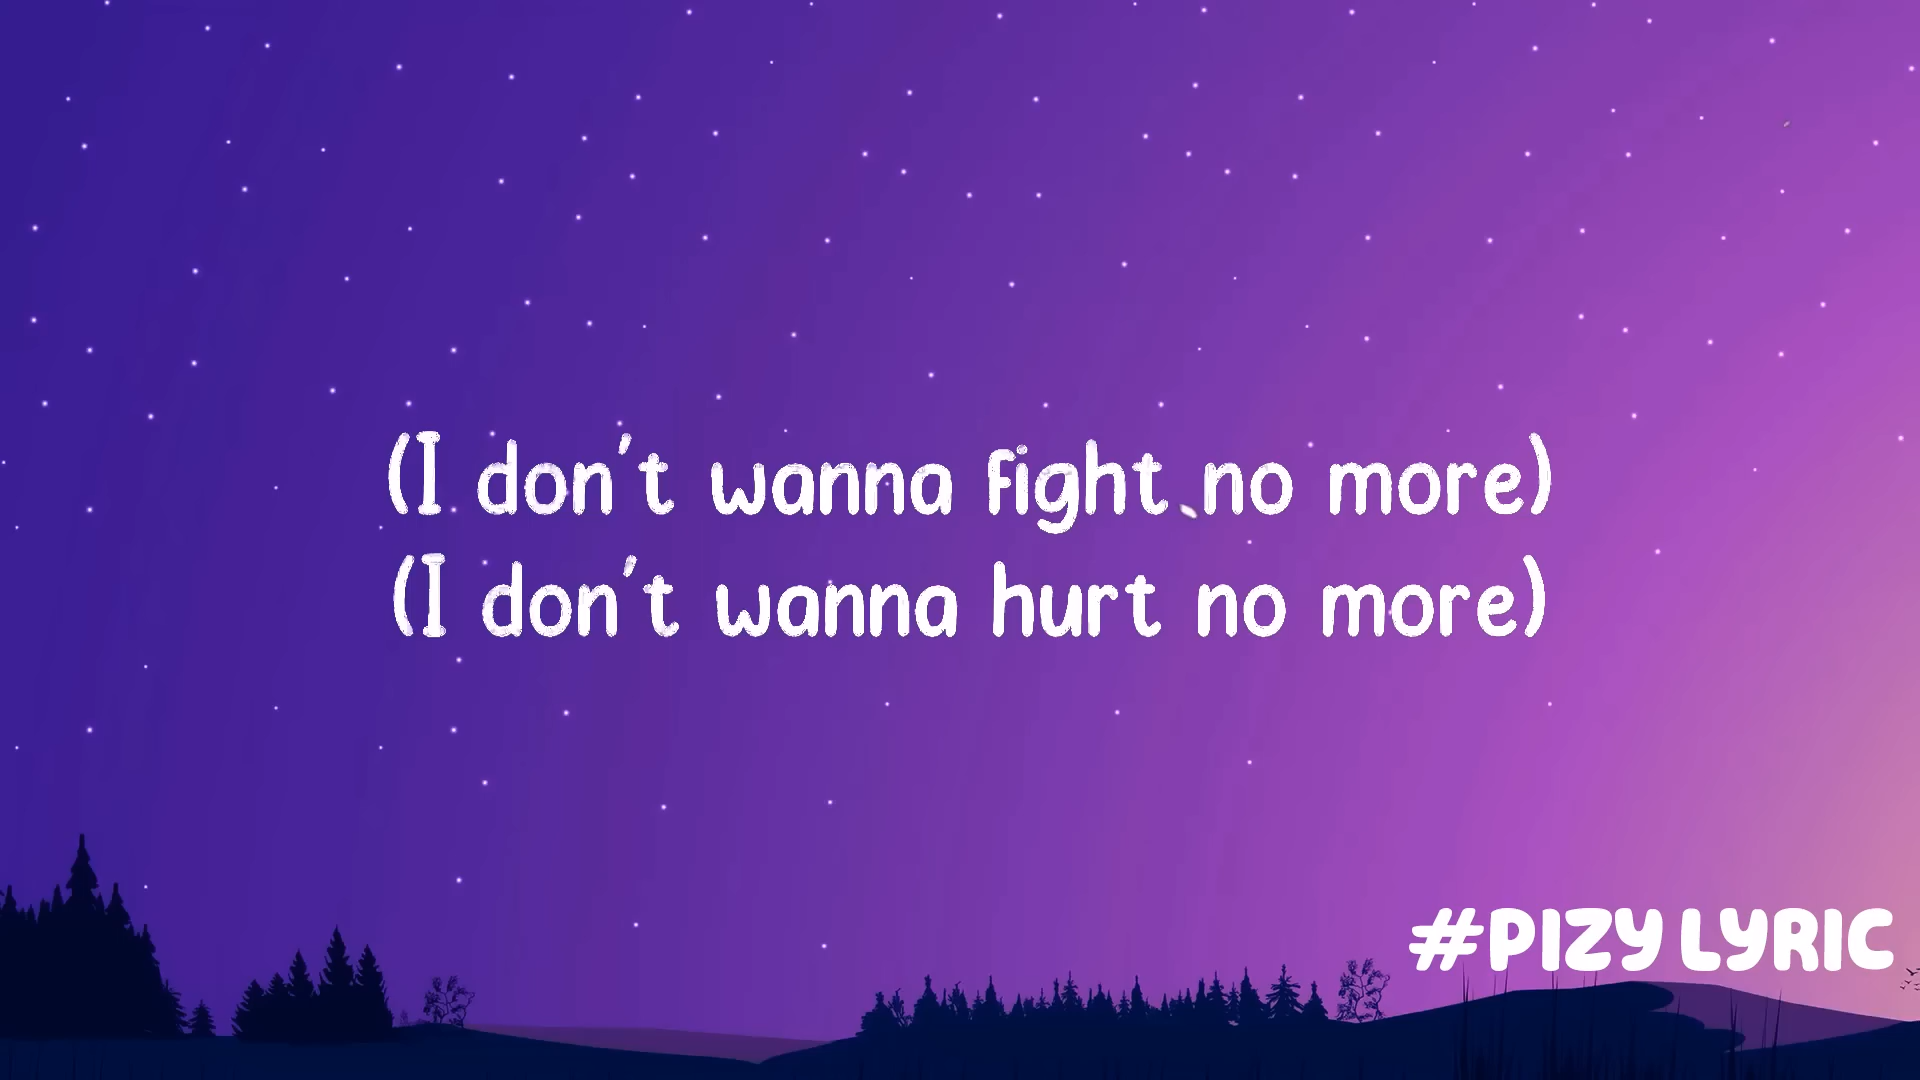 (I don't wanna fight no more)
(I don't wanna hurt no more)
#PIZY LYRIC